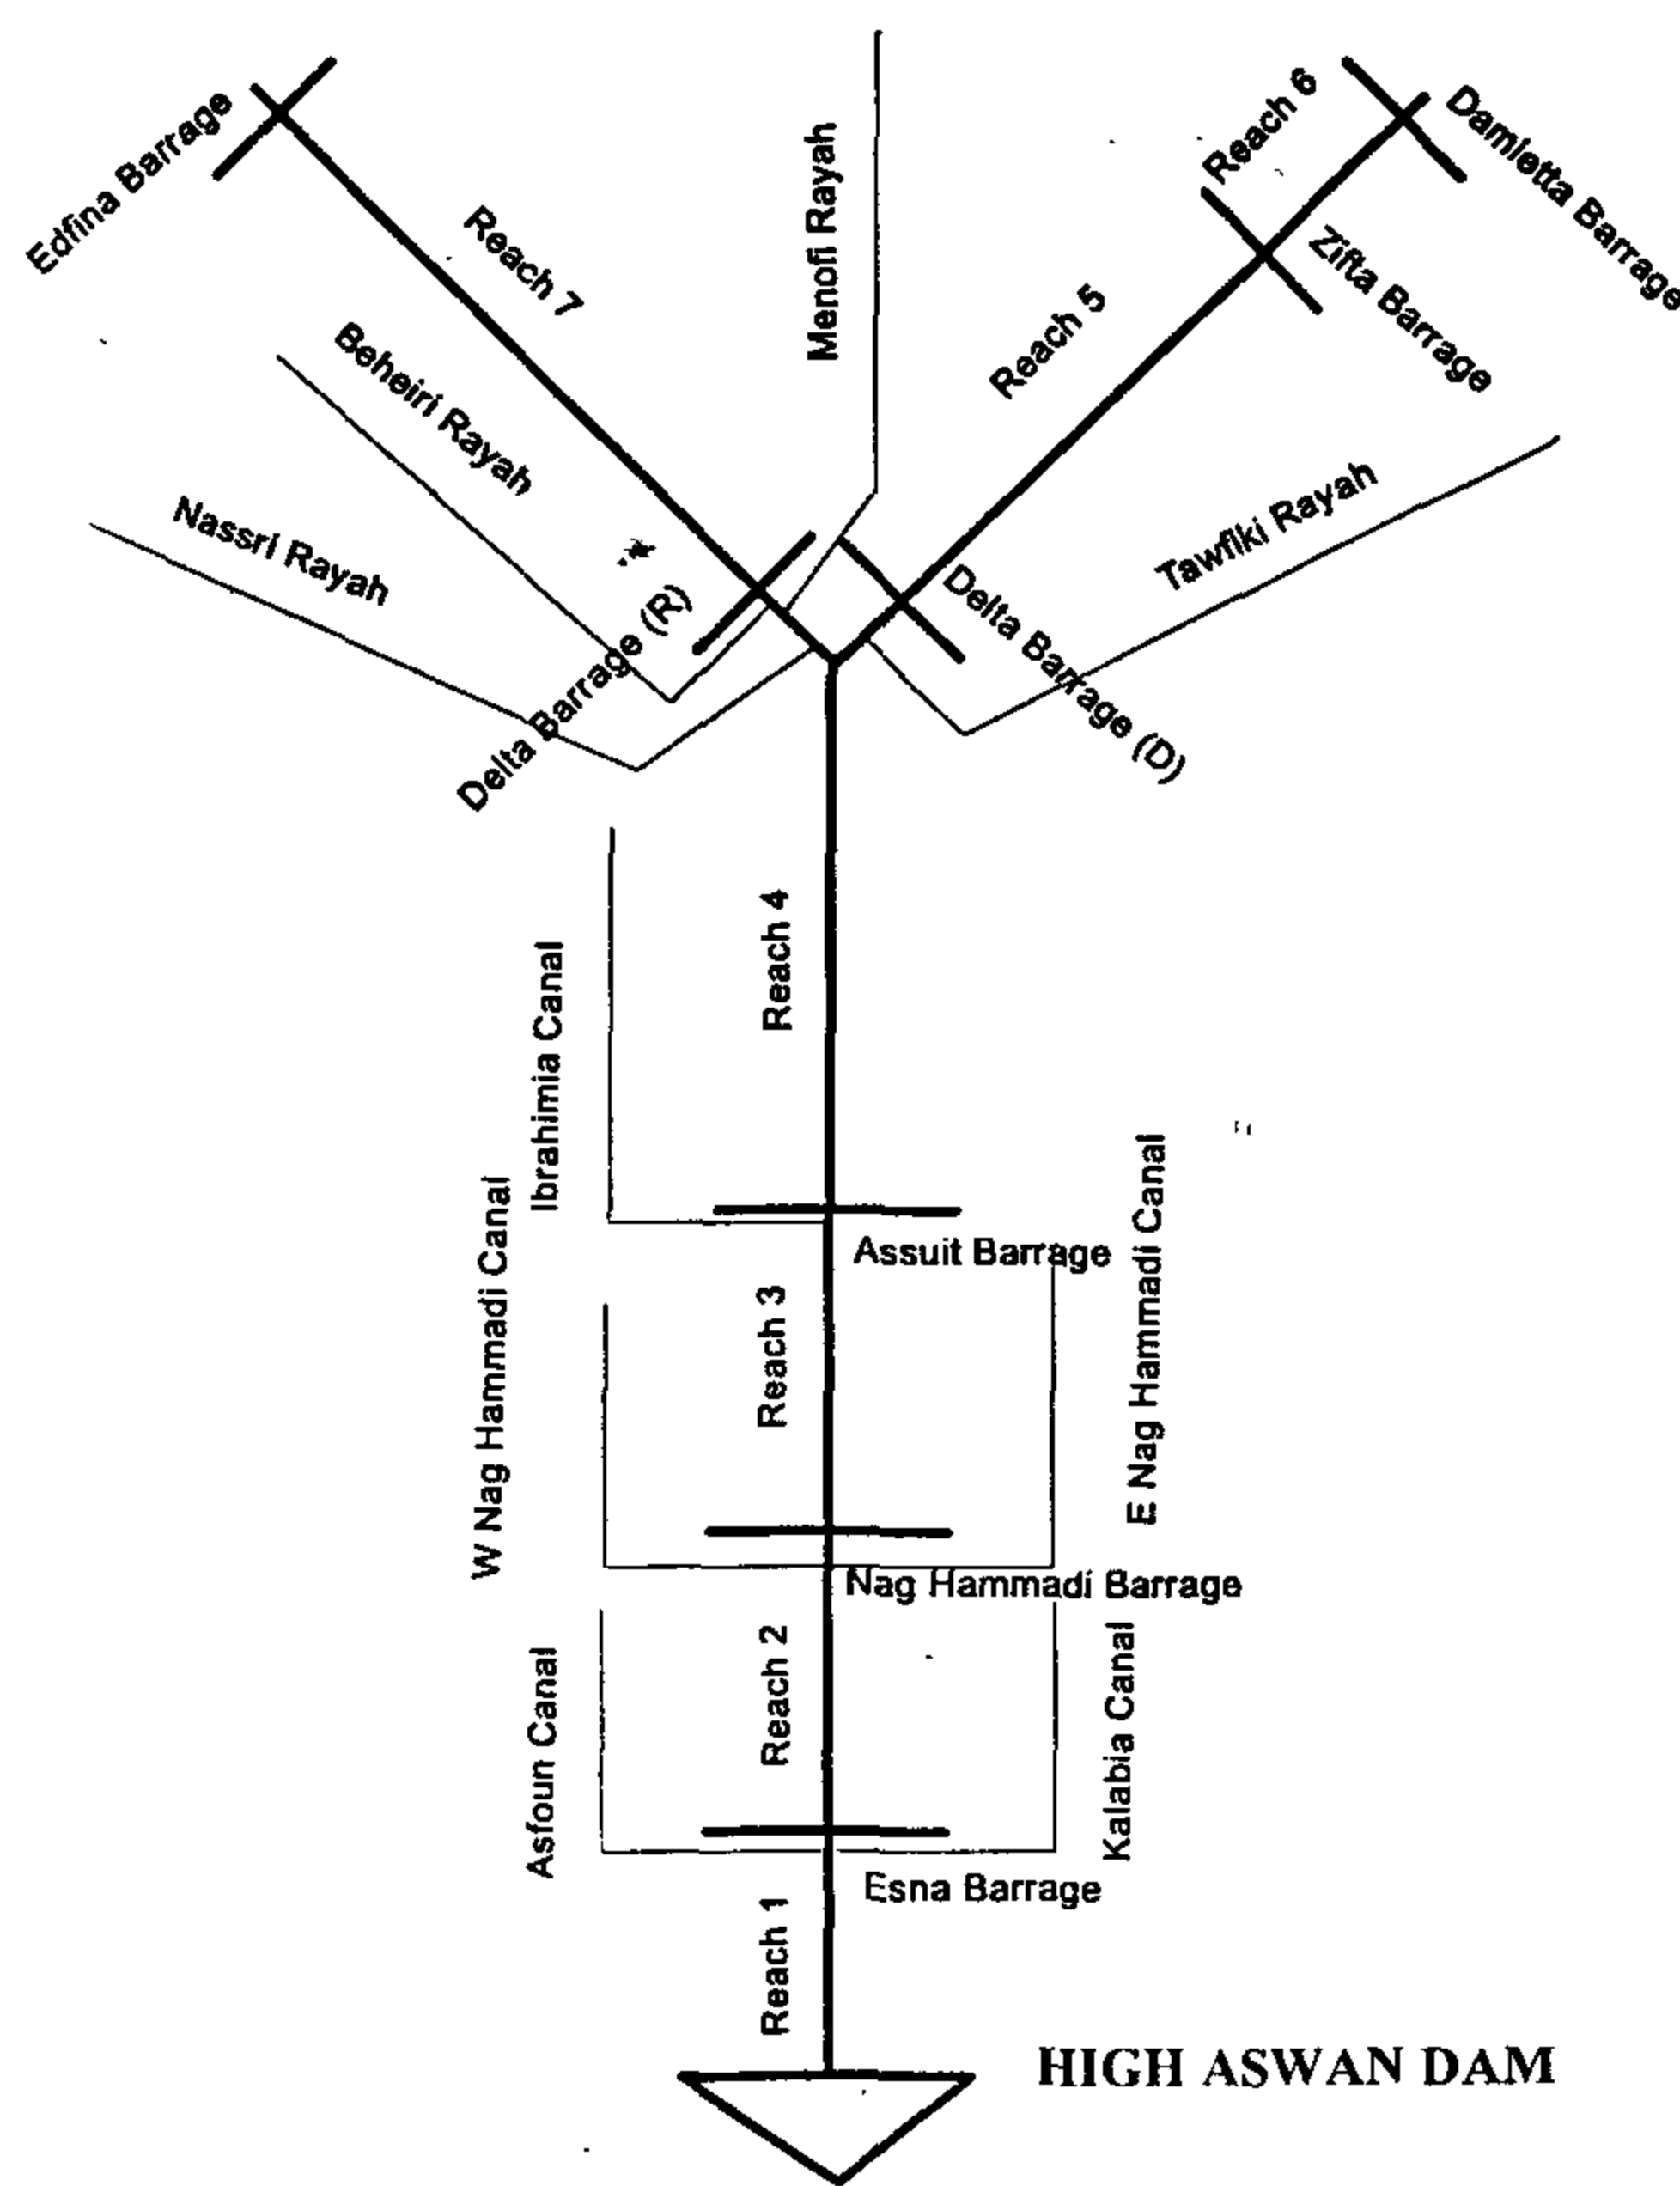 Edfina Barrage
Reach 7
Beheiri Rayah
Nassri Rayah
Delta Barrage (R)
Menofi Rayah
Reach 5
Reach 6
Damietta Barrage
Zifta Barrage
Tawfiki Rayah
Delta Barrage (D)
Reach 4
Ibrahimia Canal
Assuit Barrage
W Nag Hammadi Canal
Reach 3
E Nag Hammadi Canal
Nag Hammadi Barrage
Asfoun Canal
Reach 2
Kalabia Canal
Esna Barrage
Reach 1
HIGH ASWAN DAM